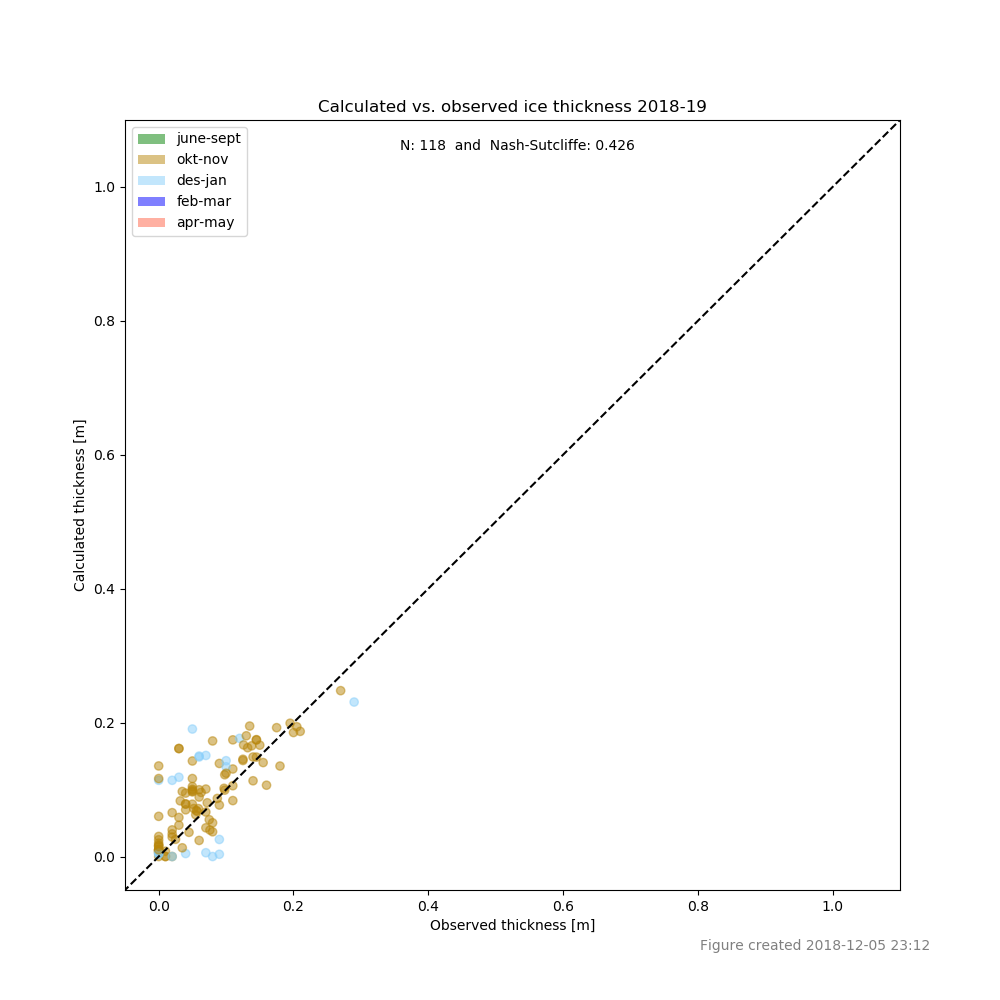 Calculated vs. observed ice thickness 2018-19
N: 118  and  Nash-Sutcliffe: 0.426
june-sept
okt-nov
des-jan
feb-mar
apr-may
1.0
0.8
0.6
0.4
0.2
0.0
Calculated thickness [m]
0.0 0.2 0.4 0.6 0.8 1.0
Observed thickness [m]
Figure created 2018-12-05 23:12